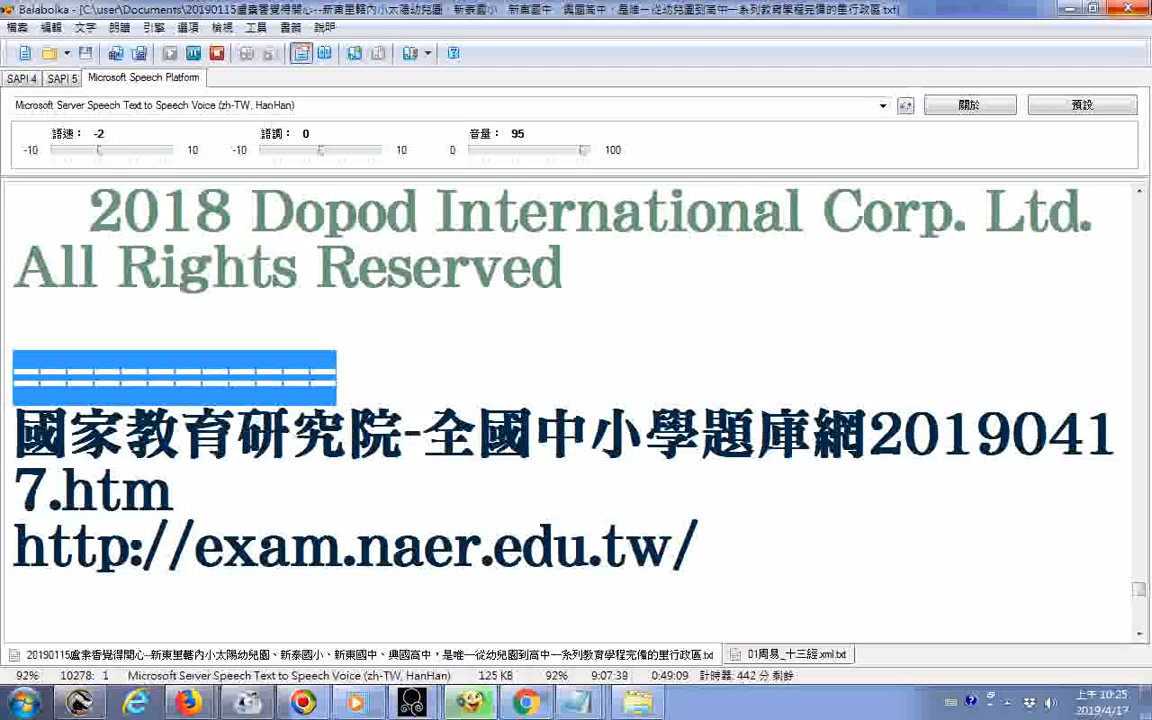 Balabolka - [C:\user\Documents\20190115盧素香覺得開心--新東里轄內小太陽幼兒園、新泰國小、新東國中、興國高中，是唯一從幼兒園到高中一系列教育學程完備的里行政區.txt]
檔案 編輯 文字 朗讀 引擎 選項 檢視 工具 書籤 說明
SAPI 4 SAPI 5 Microsoft Speech Platform
Microsoft Server Speech Text to Speech Voice (zh-TW, HanHan) 關於 預設
語速： -2 語調： 0 音量： 95
-10 10 -10 10 0 100
2018 Dopod International Corp. Ltd.
All Rights Reserved
============
國家教育研究院-全國中小學題庫網2019041
7.htm
http://exam.naer.edu.tw/
20190115盧素香覺得開心--新東里轄內小太陽幼兒園、新泰國小、新東國中、興國高中，是唯一從幼兒園到高中一系列教育學程完備的里行政區.txt 01周易_十三經.xml.txt
92% 10278: 1 Microsoft Server Speech Text to Speech Voice (zh-TW, HanHan) 125 KB 92% 9:07:38 0:49:09 計時器: 442 分 剩餘
上午 10:25
2019/4/17